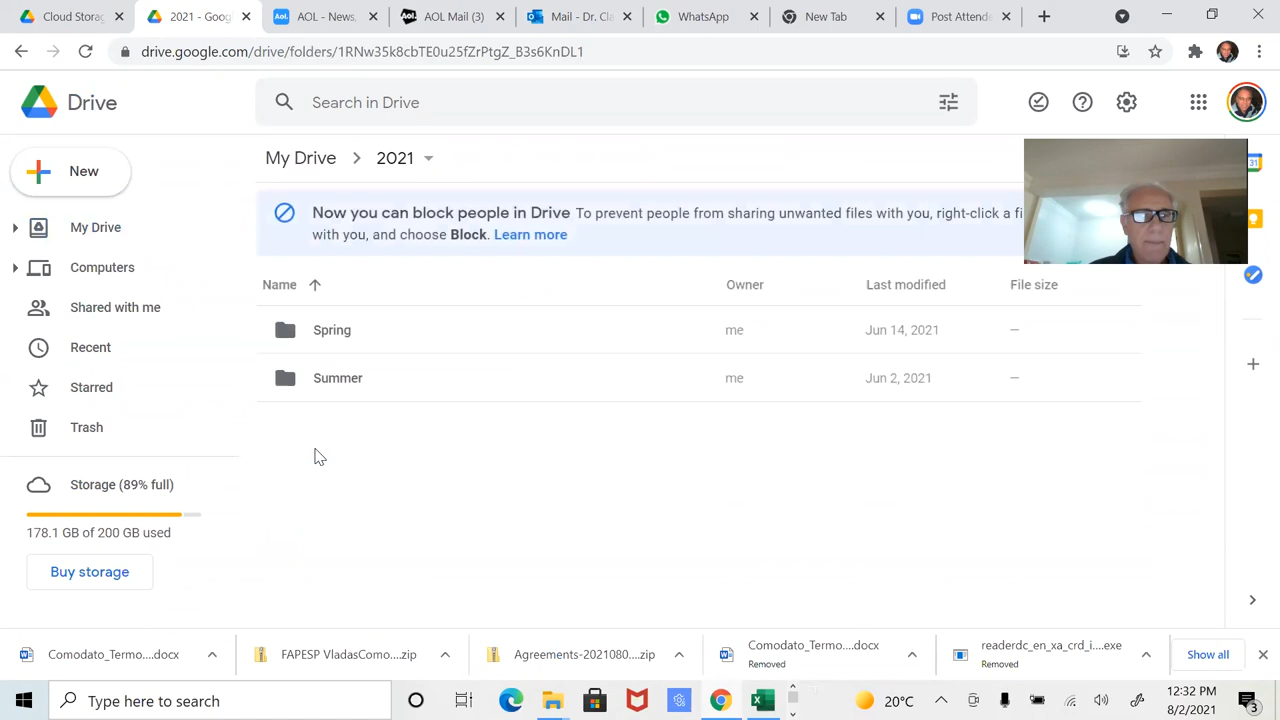 Cloud Storag
2021 - Googl
AOL - News,
AOL Mail (3)
Mail - Dr. Cla
WhatsApp
New Tab
Post Attende
drive.google.com/drive/folders/1RNw35k8cbTE0u25fZrPtgZ_B3s6KnDL1
Drive
Search in Drive
New
My Drive
Computers
Shared with me
Recent
Starred
Trash
Storage (89% full)
178.1 GB of 200 GB used
Buy storage
My Drive > 2021
Now you can block people in Drive To prevent people from sharing unwanted files with you, right-click a fi
with you, and choose Block. Learn more
Name Owner Last modified File size
Spring me Jun 14, 2021 —
Summer me Jun 2, 2021 —
31
Comodato_Termo....docx
FAPESP VladasComo....zip
Agreements-2021080....zip
Comodato_Termo....docx
Removed
readerdc_en_xa_crd_i....exe
Removed
Show all
Type here to search
20°C
12:32 PM
8/2/2021
3